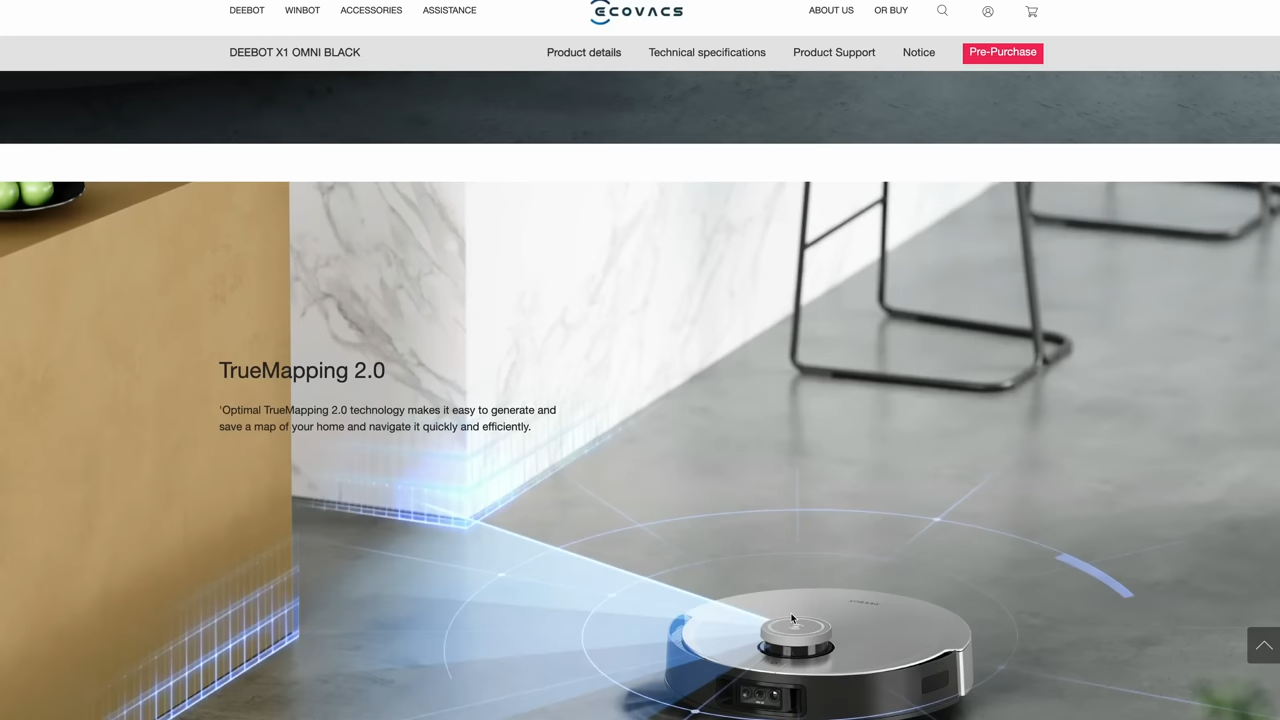 DEEBOT WINBOT ACCESSORIES ASSISTANCE ECOVACS ABOUT US OR BUY
DEEBOT X1 OMNI BLACK Product details Technical specifications Product Support Notice Pre-Purchase
TrueMapping 2.0
'Optimal TrueMapping 2.0 technology makes it easy to generate and
save a map of your home and navigate it quickly and efficiently.